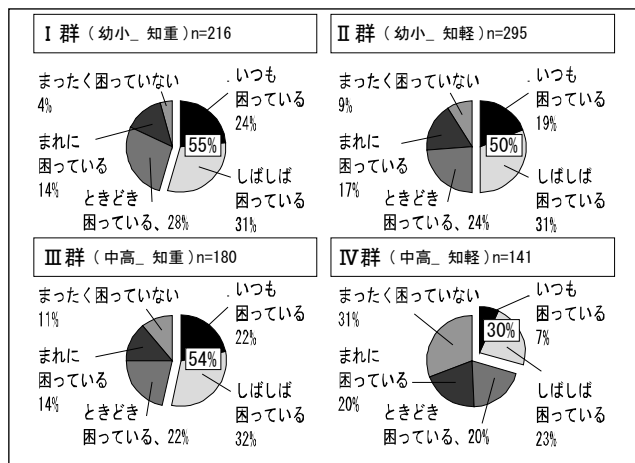 Ⅰ 群 ( 幼小_ 知重 ) n=216
まったく困っていない
4%
いつも
困っている
24%
まれに
困っている
14%
55%
ときどき
困っている、28%
しばしば
困っている
31%
Ⅱ 群 ( 幼小_ 知軽 ) n=295
まったく困っていない
9%
いつも
困っている
19%
まれに
困っている
17%
50%
ときどき
困っている、24%
しばしば
困っている
31%
Ⅲ 群 ( 中高_ 知重 ) n=180
まったく困っていない
11%
いつも
困っている
22%
まれに
困っている
14%
54%
ときどき
困っている、22%
しばしば
困っている
32%
Ⅳ 群 ( 中高_ 知軽 ) n=141
まったく困っていない
31%
いつも
困っている
7%
まれに
困っている
20%
30%
ときどき
困っている、20%
しばしば
困っている
23%